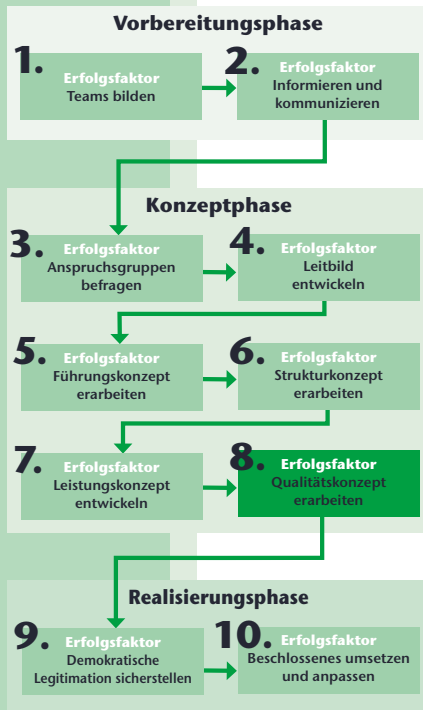 Vorbereitungsphase
1.
Erfolgsfaktor
Teams bilden
2.
Erfolgsfaktor
Informieren und
kommunizieren
Konzeptphase
3.
Erfolgsfaktor
Anspruchsgruppen
befragen
4.
Erfolgsfaktor
Leitbild
entwickeln
5.
Erfolgsfaktor
Führungskonzept
erarbeiten
6.
Erfolgsfaktor
Strukturkonzept
erarbeiten
7.
Erfolgsfaktor
Leistungskonzept
entwickeln
8.
Erfolgsfaktor
Qualitätskonzept
erarbeiten
Realisierungsphase
9.
Erfolgsfaktor
Demokratische
Legitimation sicherstellen
10.
Erfolgsfaktor
Beschlossenes umsetzen
und anpassen